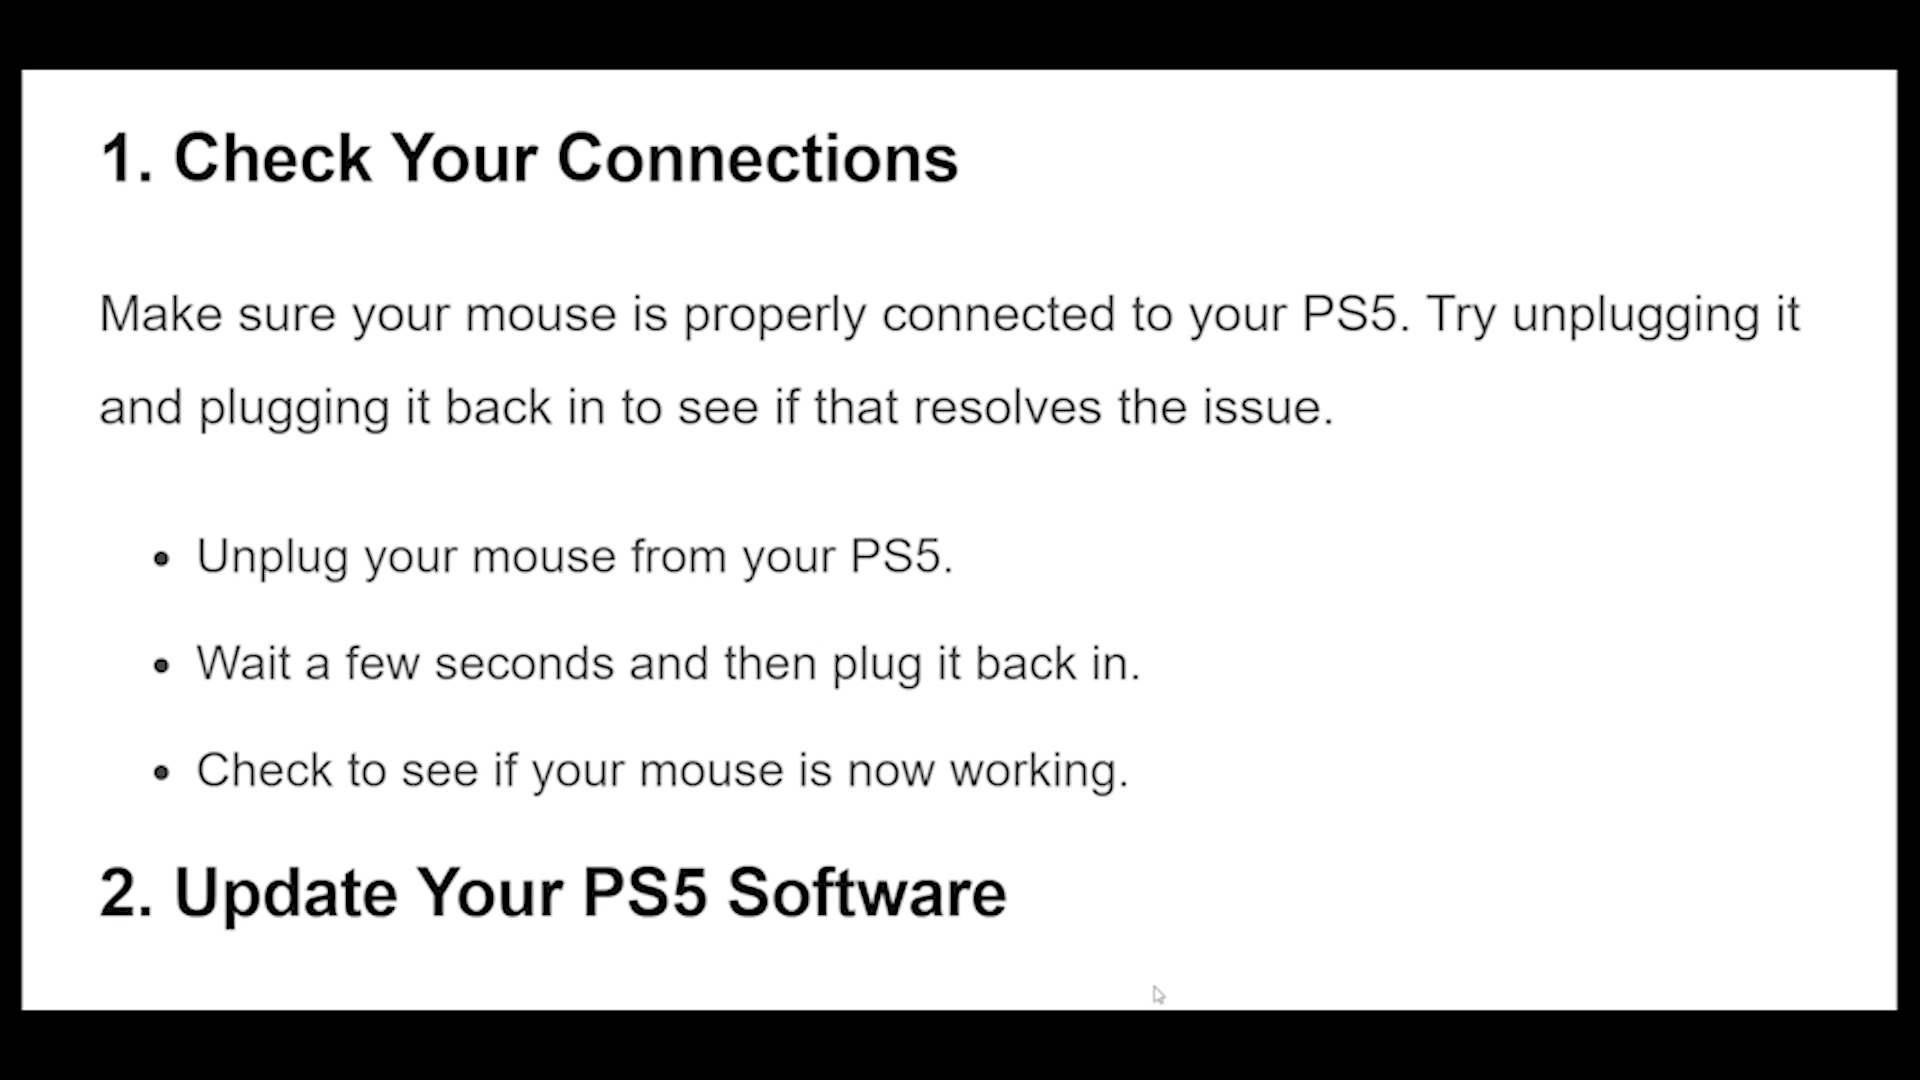 1. Check Your Connections
Make sure your mouse is properly connected to your PS5. Try unplugging it
and plugging it back in to see if that resolves the issue.
• Unplug your mouse from your PS5.
• Wait a few seconds and then plug it back in.
• Check to see if your mouse is now working.
2. Update Your PS5 Software